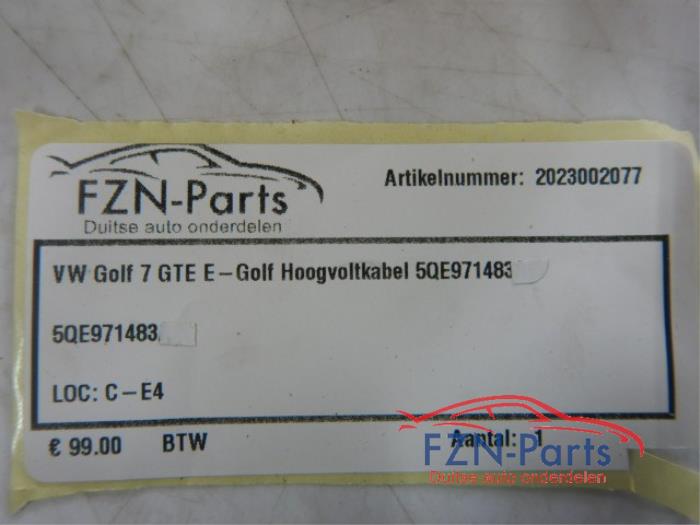 FZN-Parts
Duitse auto onderdelen
Artikelnummer: 2023002077
VW Golf 7 GTE E-Golf Hoogvoltkabel 5QE971483
5QE971483
LOC: C-E4
€ 99.00 BTW Aantal: 1
FZN-Parts
Duitse auto onderdelen